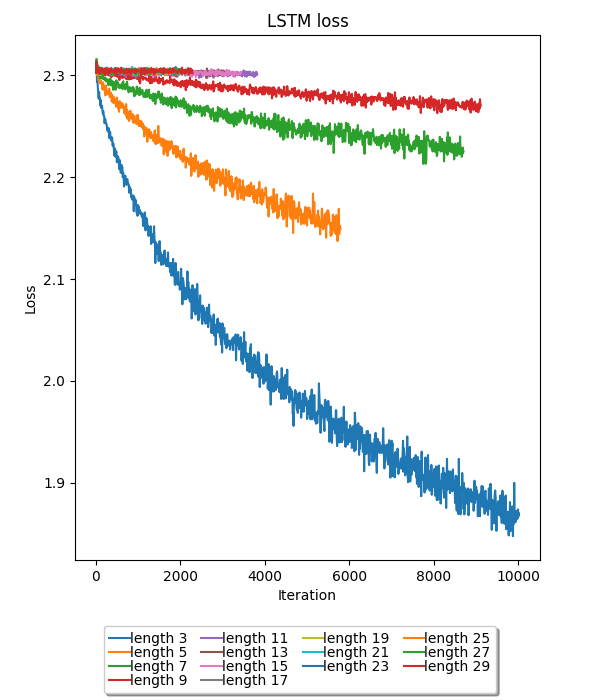 LSTM loss
2.3
2.2
2.1
2.0
1.9
Loss
0 2000 4000 6000 8000 10000
Iteration
length 3 length 11 length 19 length 25
length 5 length 13 length 21 length 27
length 7 length 15 length 23 length 29
length 9 length 17